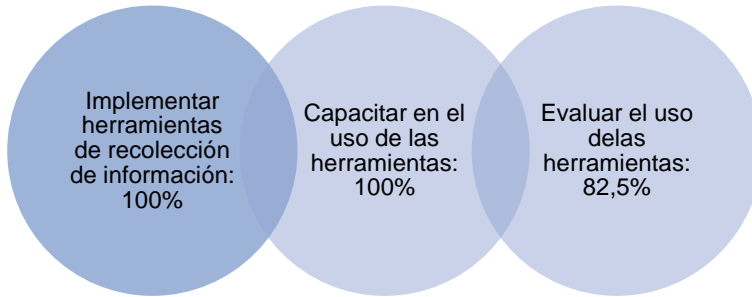 Implementar
herramientas
de recolección
de información:
100%
Capacitar en el
uso de las
herramientas:
100%
Evaluar el uso
delas
herramientas:
82,5%